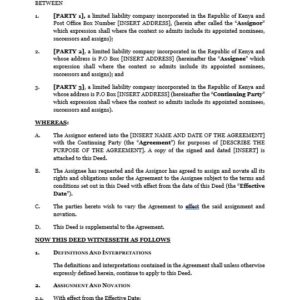 BETWEEN
1. [PARTY 1], a limited liability company incorporated in the Republic of Kenya and
Post Office Box Number [INSERT ADDRESS], (herein after called the "Assignor"
which expression shall where the context so admits include its appointed nominees,
successors and assigns);
2. [PARTY 2], a limited liability company incorporated in the Republic of Kenya and
whose address is P.O Box [INSERT ADDRESS] (hereinafter the "Assignee" which
expression shall where the context so admits include its appointed nominees,
successors and assigns); and
3. [PARTY 3], a limited liability company incorporated in the Republic of Kenya and
whose of address [INSERT ADDRESS] (hereinafter the "Continuing Party"
which expression shall where the context so admits include its appointed nominees,
successors and assigns).
WHEREAS:
A. The Assignor entered into the [INSERT NAME AND DATE OF THE AGREEMENT]
with the Continuing Party (the "Agreement") for purposes of [DESCRIBE THE
PURPOSE OF THE AGREEMENT]. A copy of the signed and dated [INSERT] is
attached to this Deed.
B. The Assignor has requested and the Assignor has agreed to assign and novate all its
rights and obligations under the Agreement to the Assignee subject to the terms and
conditions set out in this Deed with effect from the date of this Deed (the "Effective
Date").
C. The parties hereto wish to vary the Agreement to effect the said assignment and
novation.
D. This Deed is supplemental to the Agreement.
NOW THIS DEED WITNESSETH AS FOLLOWS
1. DEFINITIONS AND INTERPRETATIONS
The definitions and interpretations contained in the Agreement shall unless otherwise
expressly defined herein, continue to apply to this Deed.
2. ASSIGNMENT AND NOVATION
2.1. With effect from the Effective Date: